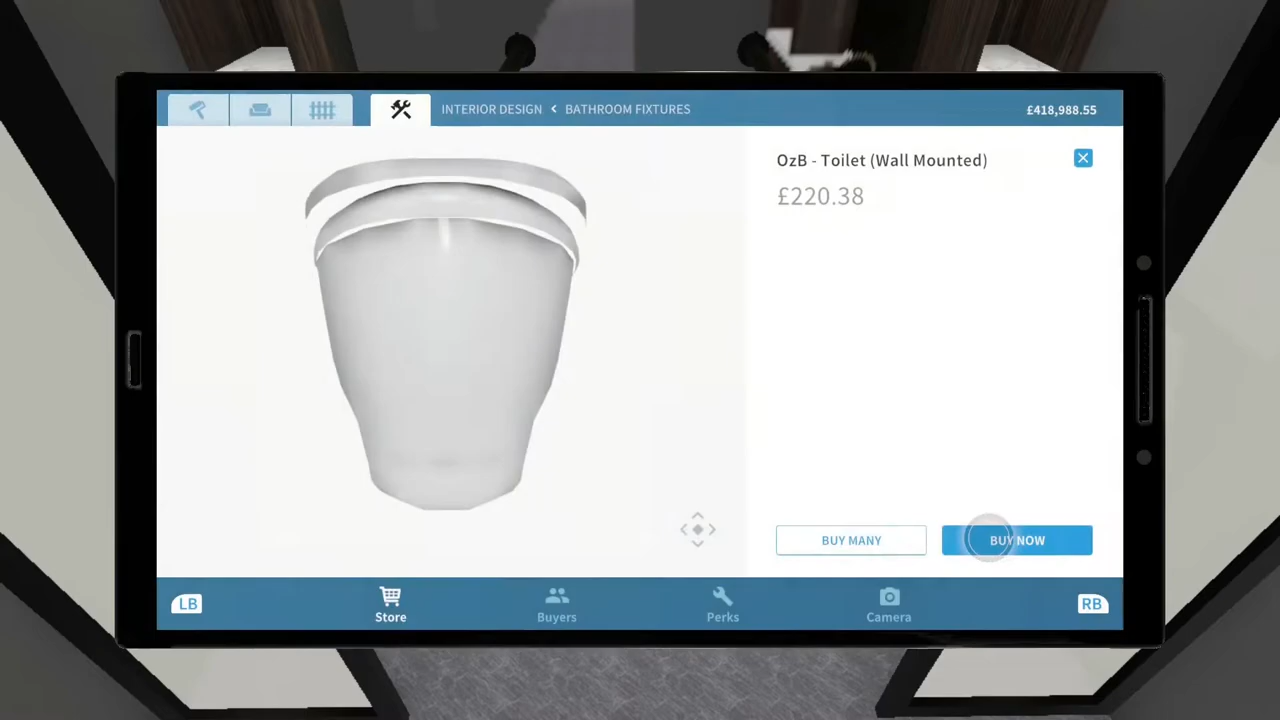 INTERIOR DESIGN < BATHROOM FIXTURES
£418,988.55
OzB - Toilet (Wall Mounted)
£220.38
BUY MANY
BUY NOW
LB
Store
Buyers
Perks
Camera
RB